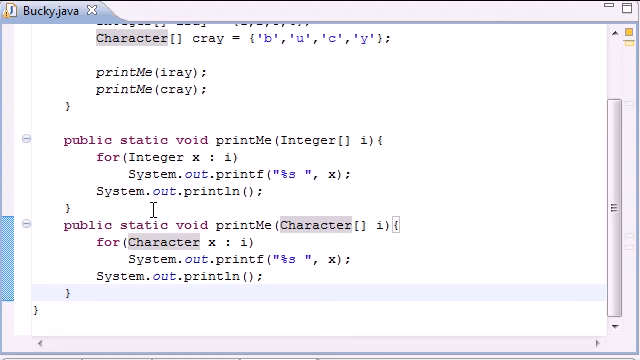 Bucky.java
Character[] cray = {'b','u','c','y'};
printMe(iray);
printMe(cray);
}
public static void printMe(Integer[] i){
for(Integer x : i)
System.out.printf("%s ", x);
System.out.println();
}
public static void printMe(Character[] i){
for(Character x : i)
System.out.printf("%s ", x);
System.out.println();
}
}